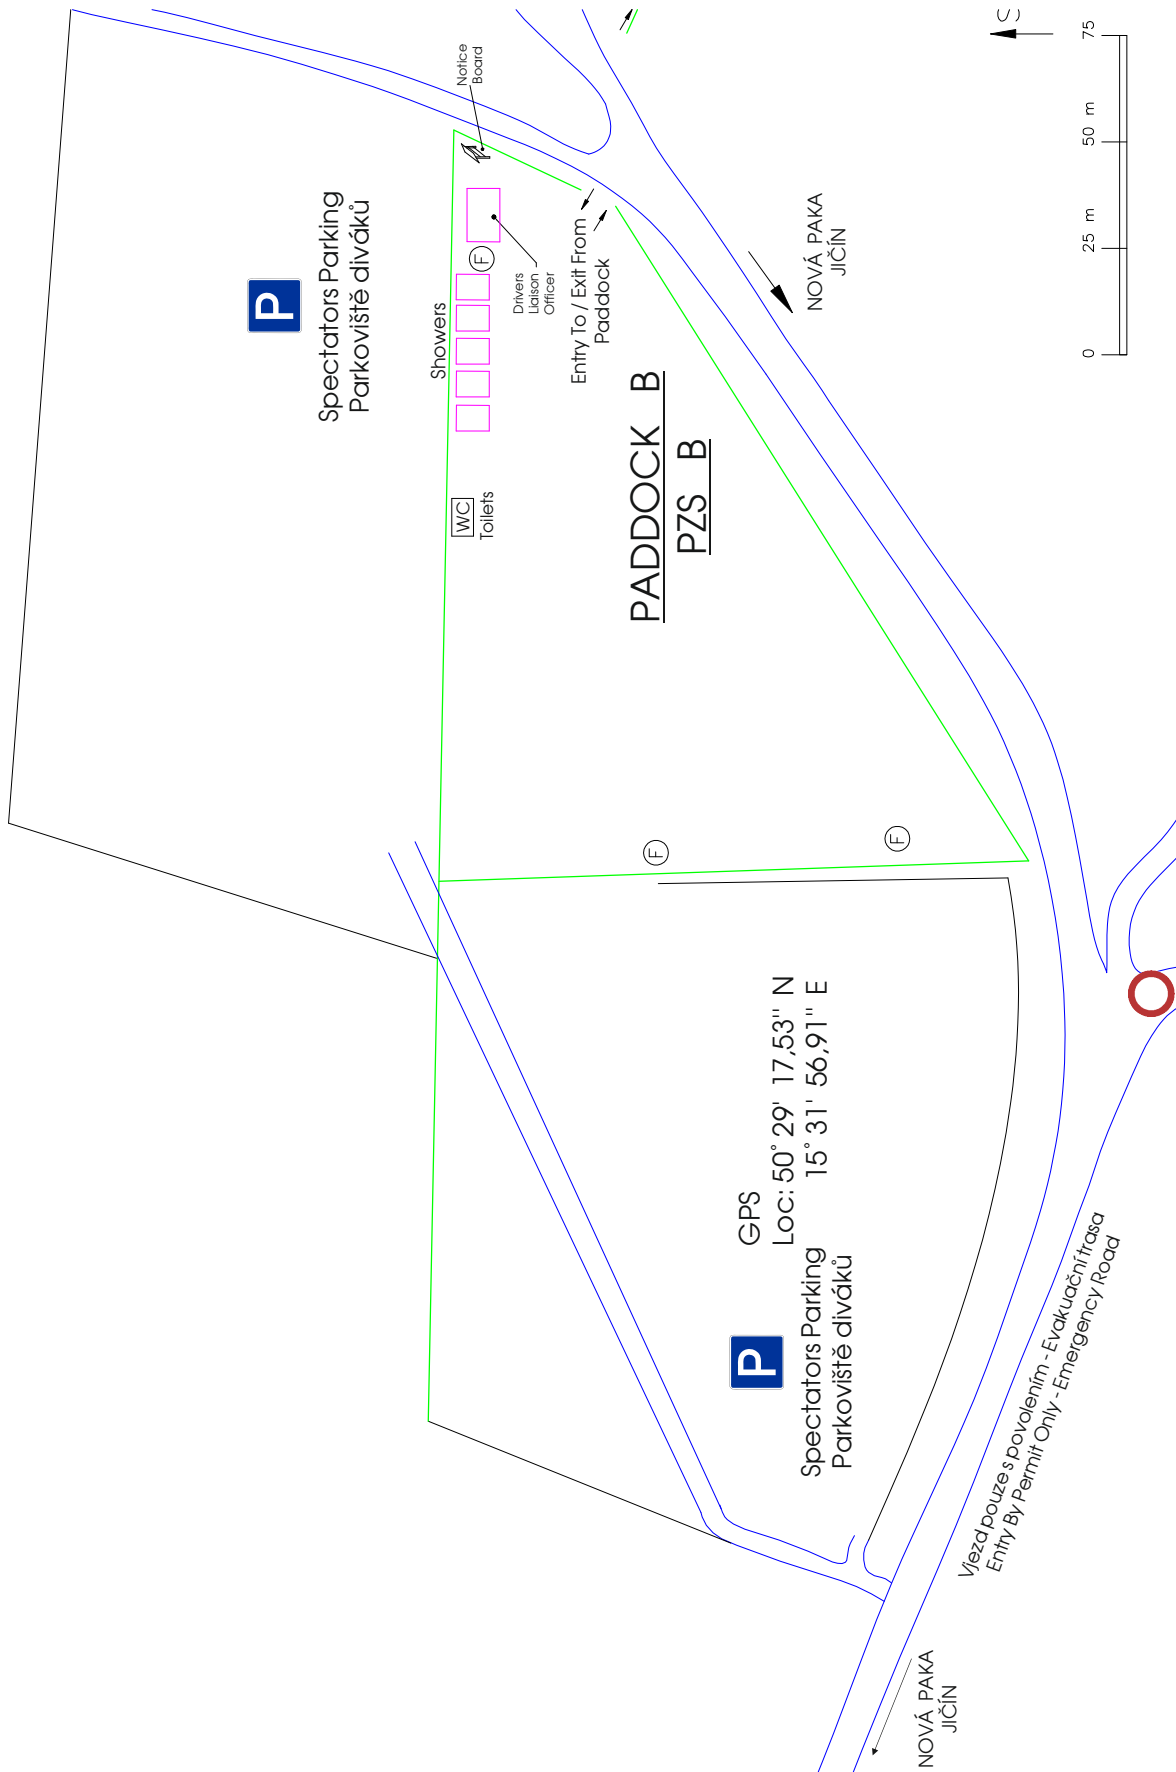 Notice
Board
P
Spectators Parking
Parkoviště diváků
Showers
F
Drivers
Liaison
Officer
Entry To / Exit From
Paddock
WC
Toilets
PADDOCK B
PZS B
NOVÁ PAKA
JIČÍN
S
0
25 m
50 m
75
F
F
GPS
Loc: 50° 29' 17,53'' N
15° 31' 56,91'' E
P
Spectators Parking
Parkoviště diváků
Vjezd pouze s povolením - Evakuační trasa
Entry By Permit Only - Emergency Road
NOVÁ PAKA
JIČÍN